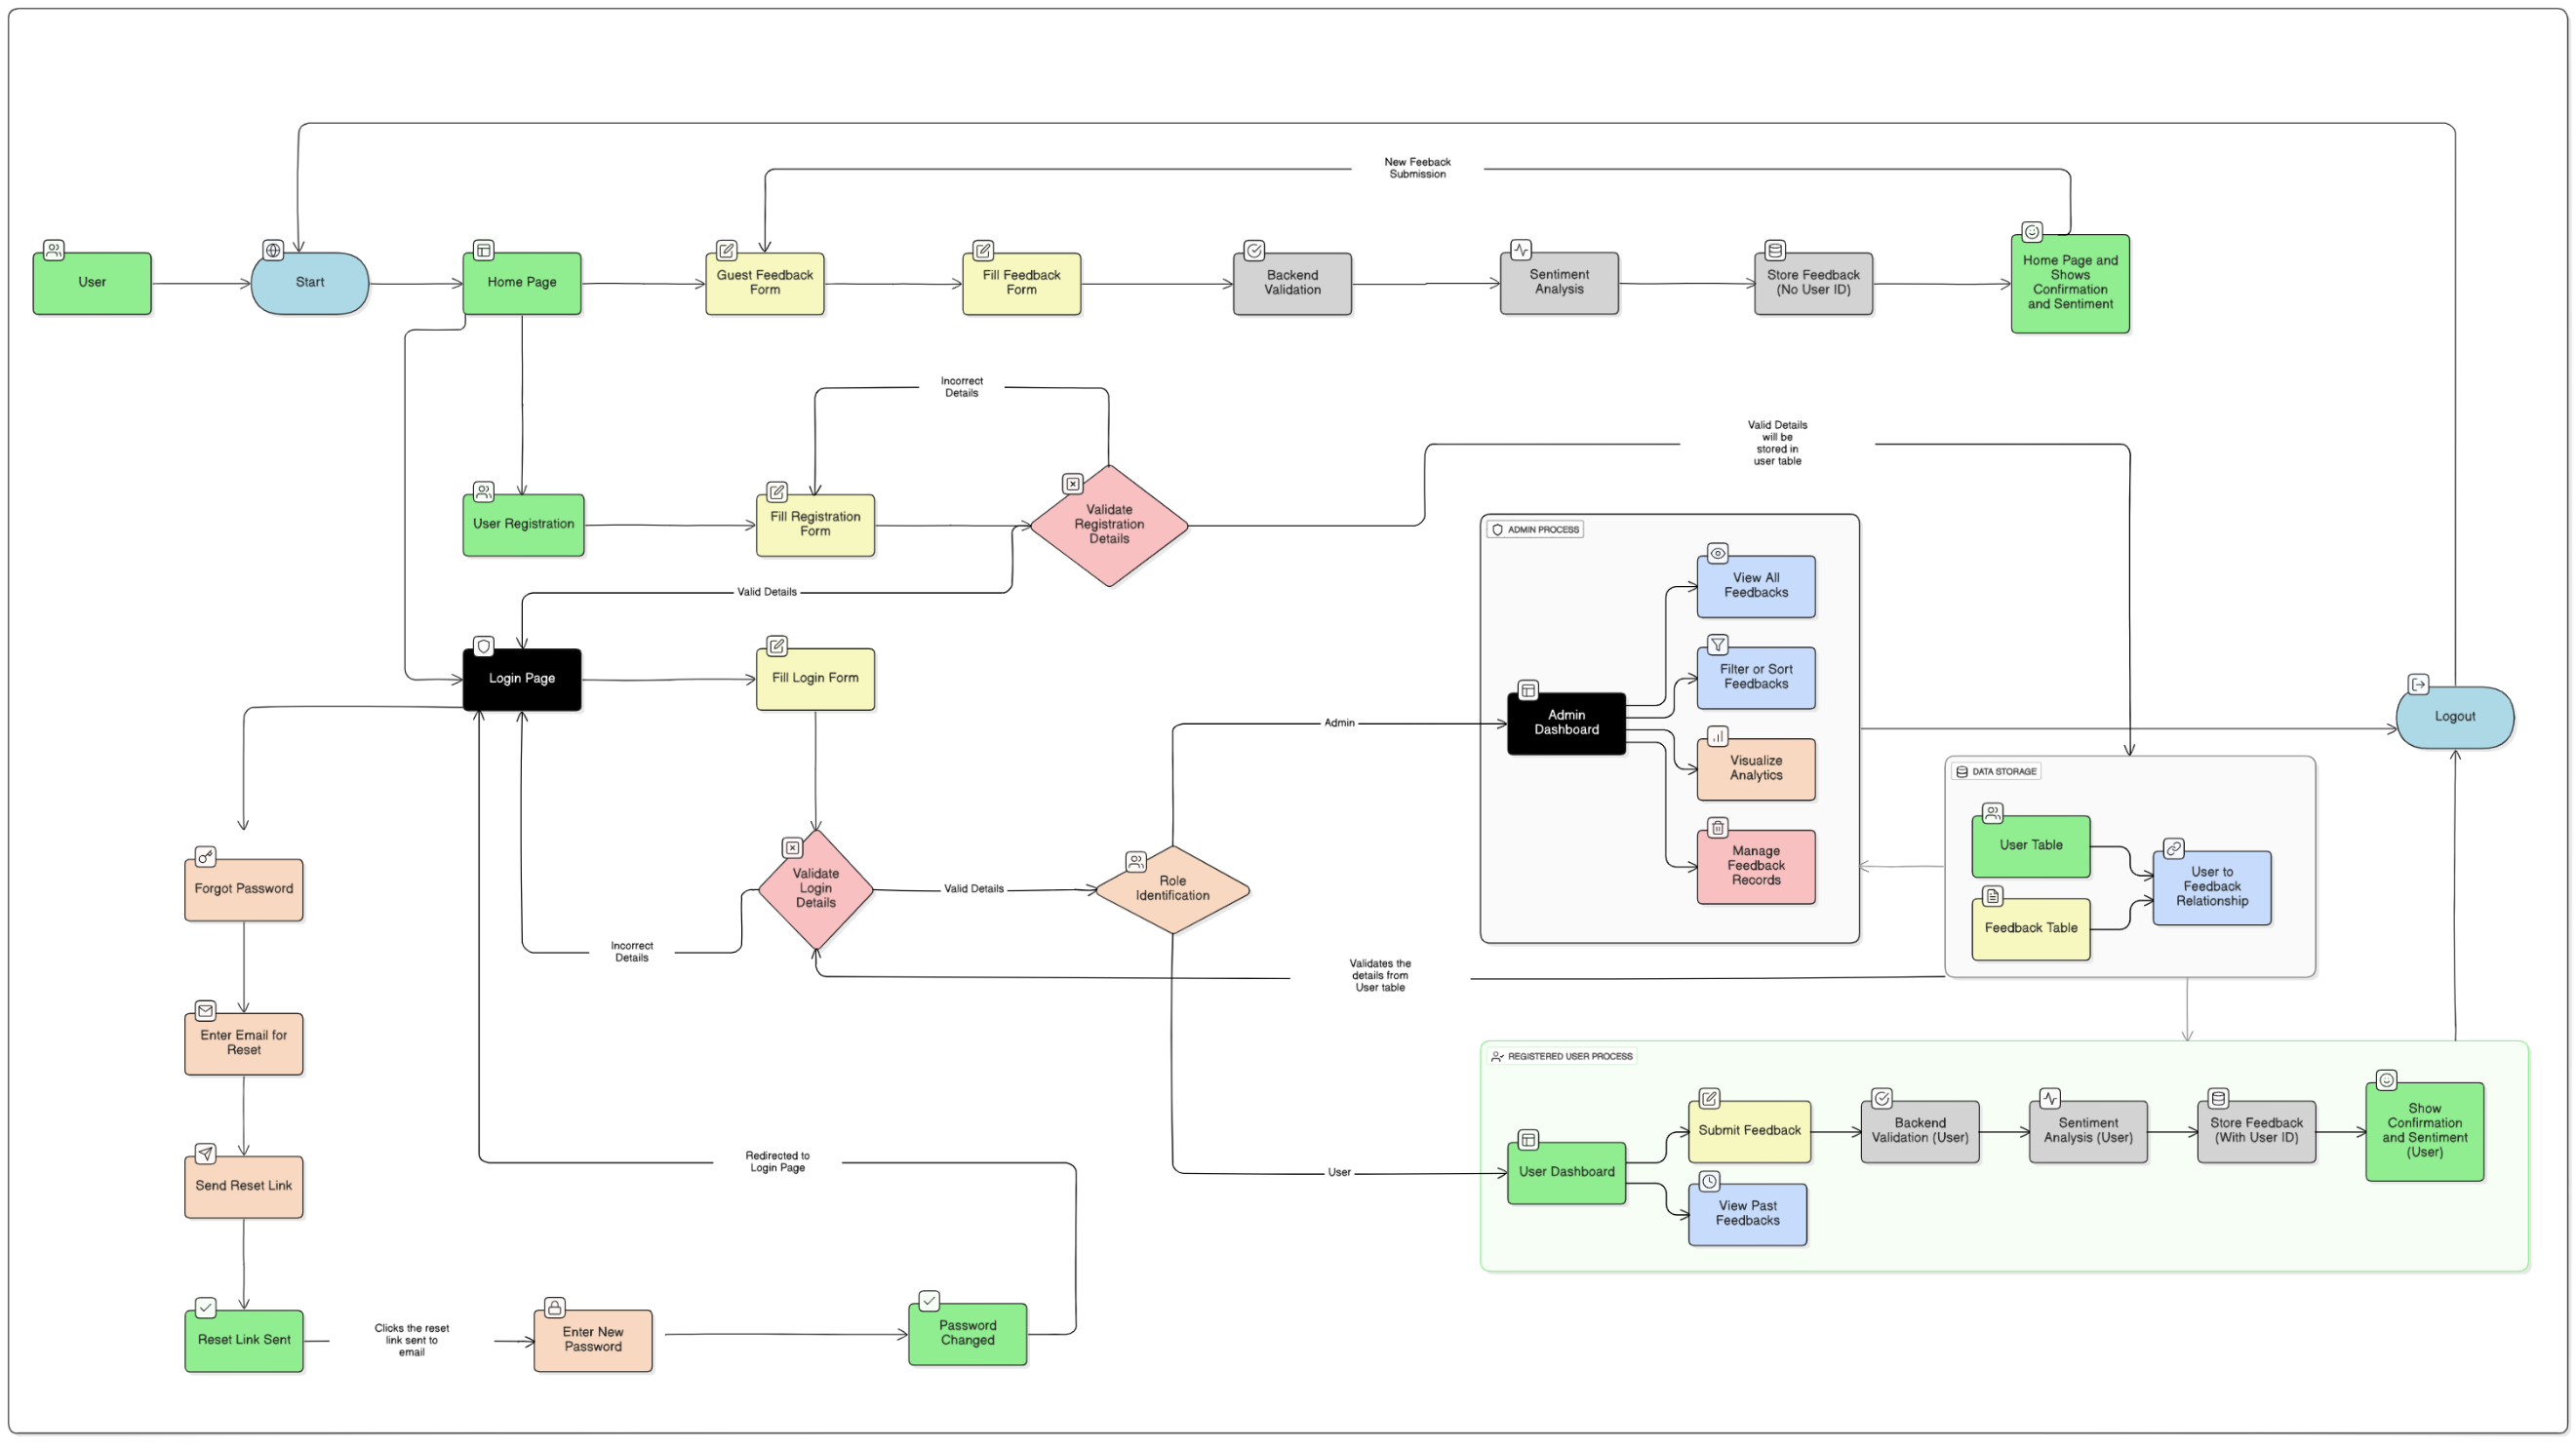 New Feeback
Submission
User
Start
Home Page
Guest Feedback
Form
Fill Feedback
Form
Backend
Validation
Sentiment
Analysis
Store Feedback
(No User ID)
Home Page and
Shows
Confirmation
and Sentiment
Incorrect
Details
Valid Details
will be
stored in
user table
User Registration
Fill Registration
Form
Validate
Registration
Details
Valid Details
ADMIN PROCESS
View All
Feedbacks
Filter or Sort
Feedbacks
Admin
Dashboard
Visualize
Analytics
Manage
Feedback
Records
Login Page
Fill Login Form
Admin
Logout
DATA STORAGE
User Table
Feedback Table
User to
Feedback
Relationship
Forgot Password
Validate
Login
Details
Valid Details
Role
Identification
Incorrect
Details
Validates the
details from
User table
Enter Email for
Reset
REGISTERED USER PROCESS
User
User Dashboard
Submit Feedback
Backend
Validation (User)
Sentiment
Analysis (User)
Store Feedback
(With User ID)
Show
Confirmation
and Sentiment
(User)
View Past
Feedbacks
Redirected to
Login Page
Send Reset Link
Reset Link Sent
Clicks the reset
link sent to
email
Enter New
Password
Password
Changed